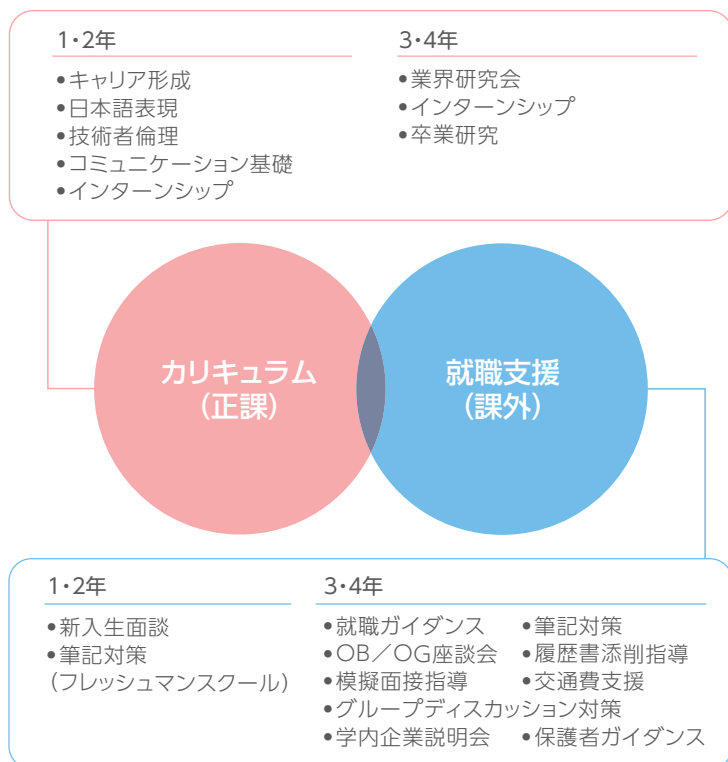 1・2年
•キャリア形成
•日本語表現
•技術者倫理
•コミュニケーション基礎
•インターンシップ
3・4年
•業界研究会
•インターンシップ
•卒業研究
カリキュラム
(正課)
就職支援
(課外)
1・2年
•新入生面談
•筆記対策
(フレッシュマンスクール)
3・4年
•就職ガイダンス •筆記対策
•OB／OG座談会 •履歴書添削指導
•模擬面接指導 •交通費支援
•グループディスカッション対策
•学内企業説明会 •保護者ガイダンス